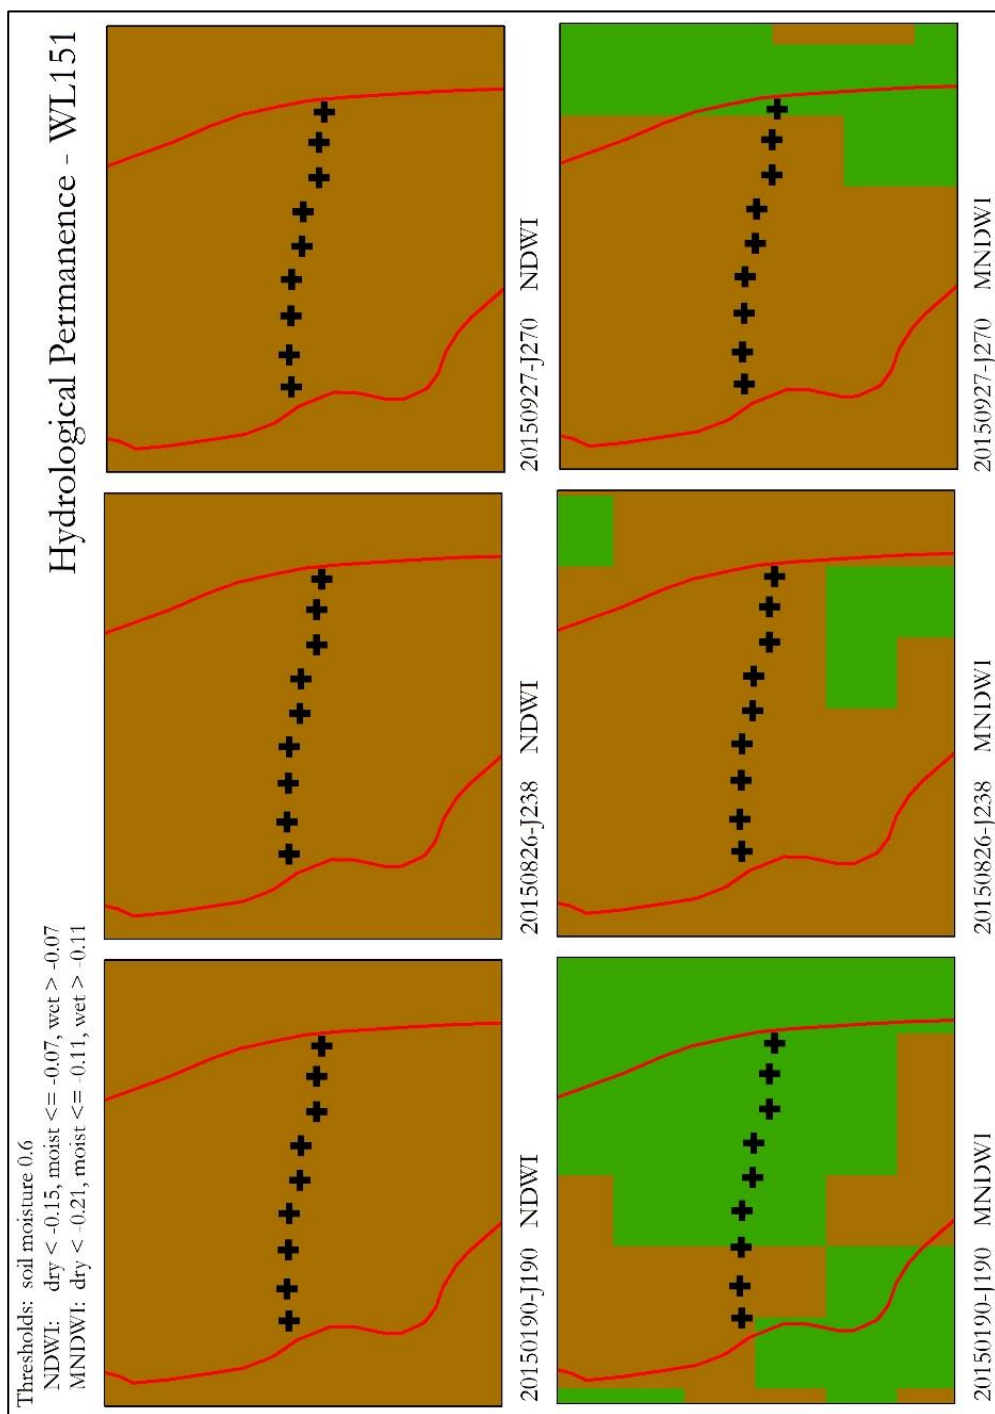 Hydrological Permanence - WL151
Thresholds: soil moisture 0.6
NDWI: dry < -0.15, moist <= -0.07, wet > -0.07
MNDWI: dry < -0.21, moist <= -0.11, wet > -0.11
20150190-J190 NDWI
20150826-J238 NDWI
20150927-J270 NDWI
20150190-J190 MNDWI
20150826-J238 MNDWI
20150927-J270 MNDWI